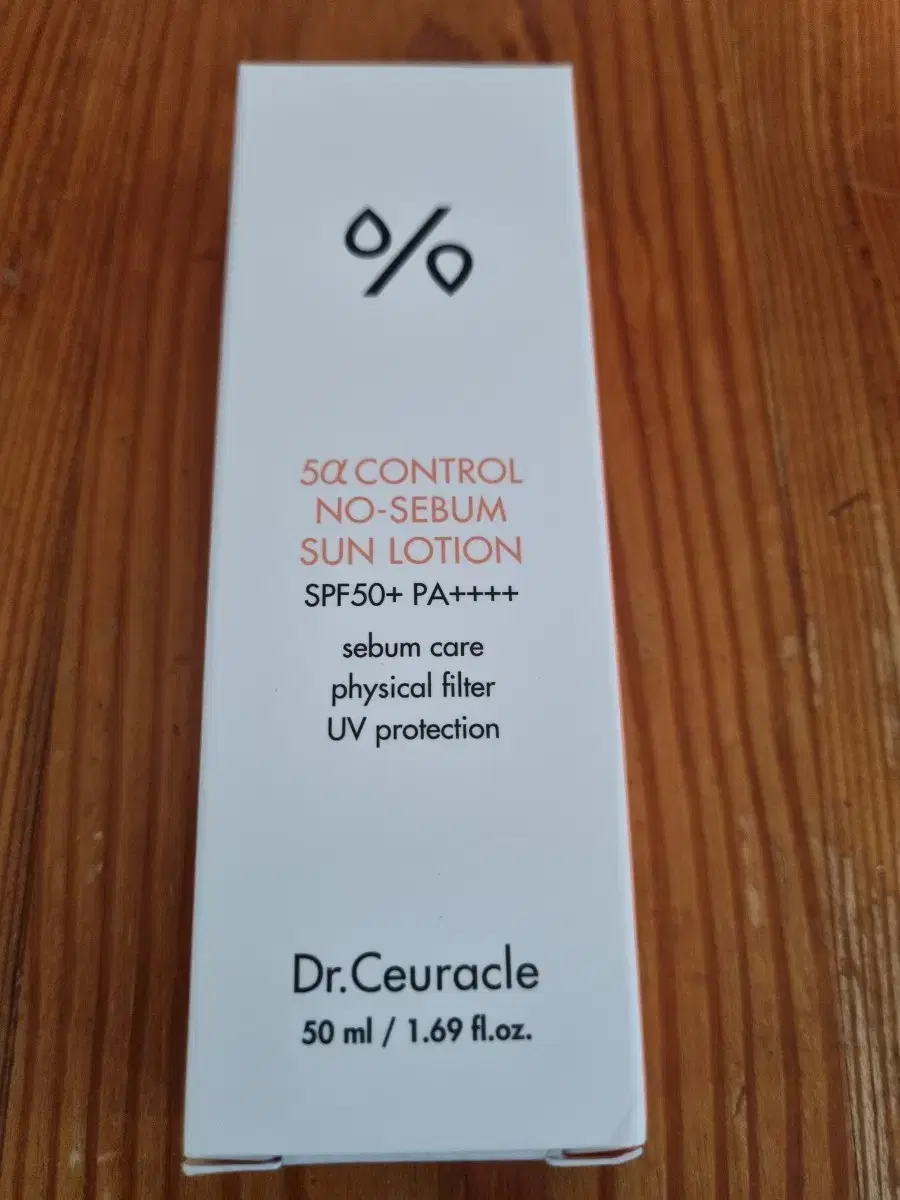 5α CONTROL
NO-SEBUM
SUN LOTION
SPF50+ PA++++
sebum care
physical filter
UV protection
Dr.Ceuracle
50 ml / 1.69 fl.oz.